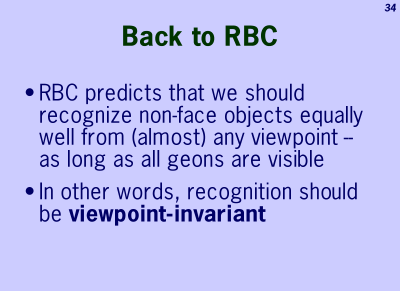 34
Back to RBC
• RBC predicts that we should
recognize non-face objects equally
well from (almost) any viewpoint –
as long as all geons are visible
• In other words, recognition should
be viewpoint-invariant